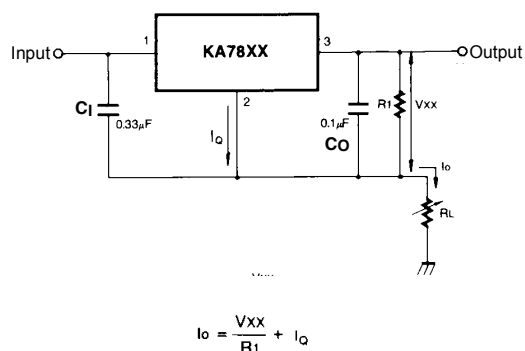 Input
1
KA78XX
3
Output
2
CI
0.33µF
IQ
0.1µF
CO
R1
VXX
IO
RL
IO = VXX / R1 + IQ